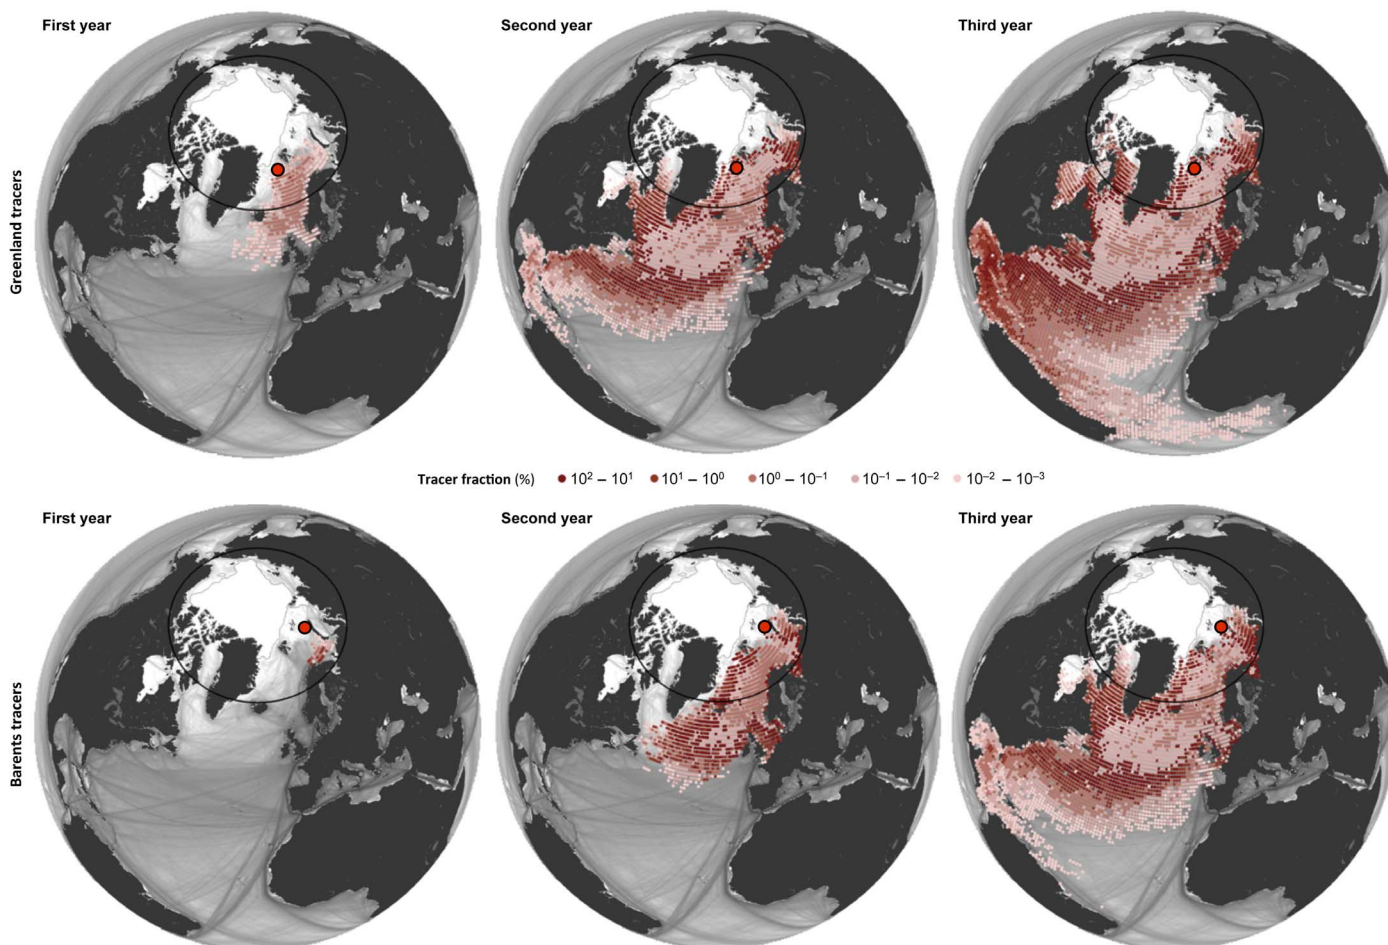 First year
Second year
Third year
Greenland tracers
Tracer fraction (%) 10² – 10¹ 10¹ – 10⁰ 10⁰ – 10⁻¹ 10⁻¹ – 10⁻² 10⁻² – 10⁻³
First year
Second year
Third year
Barents tracers